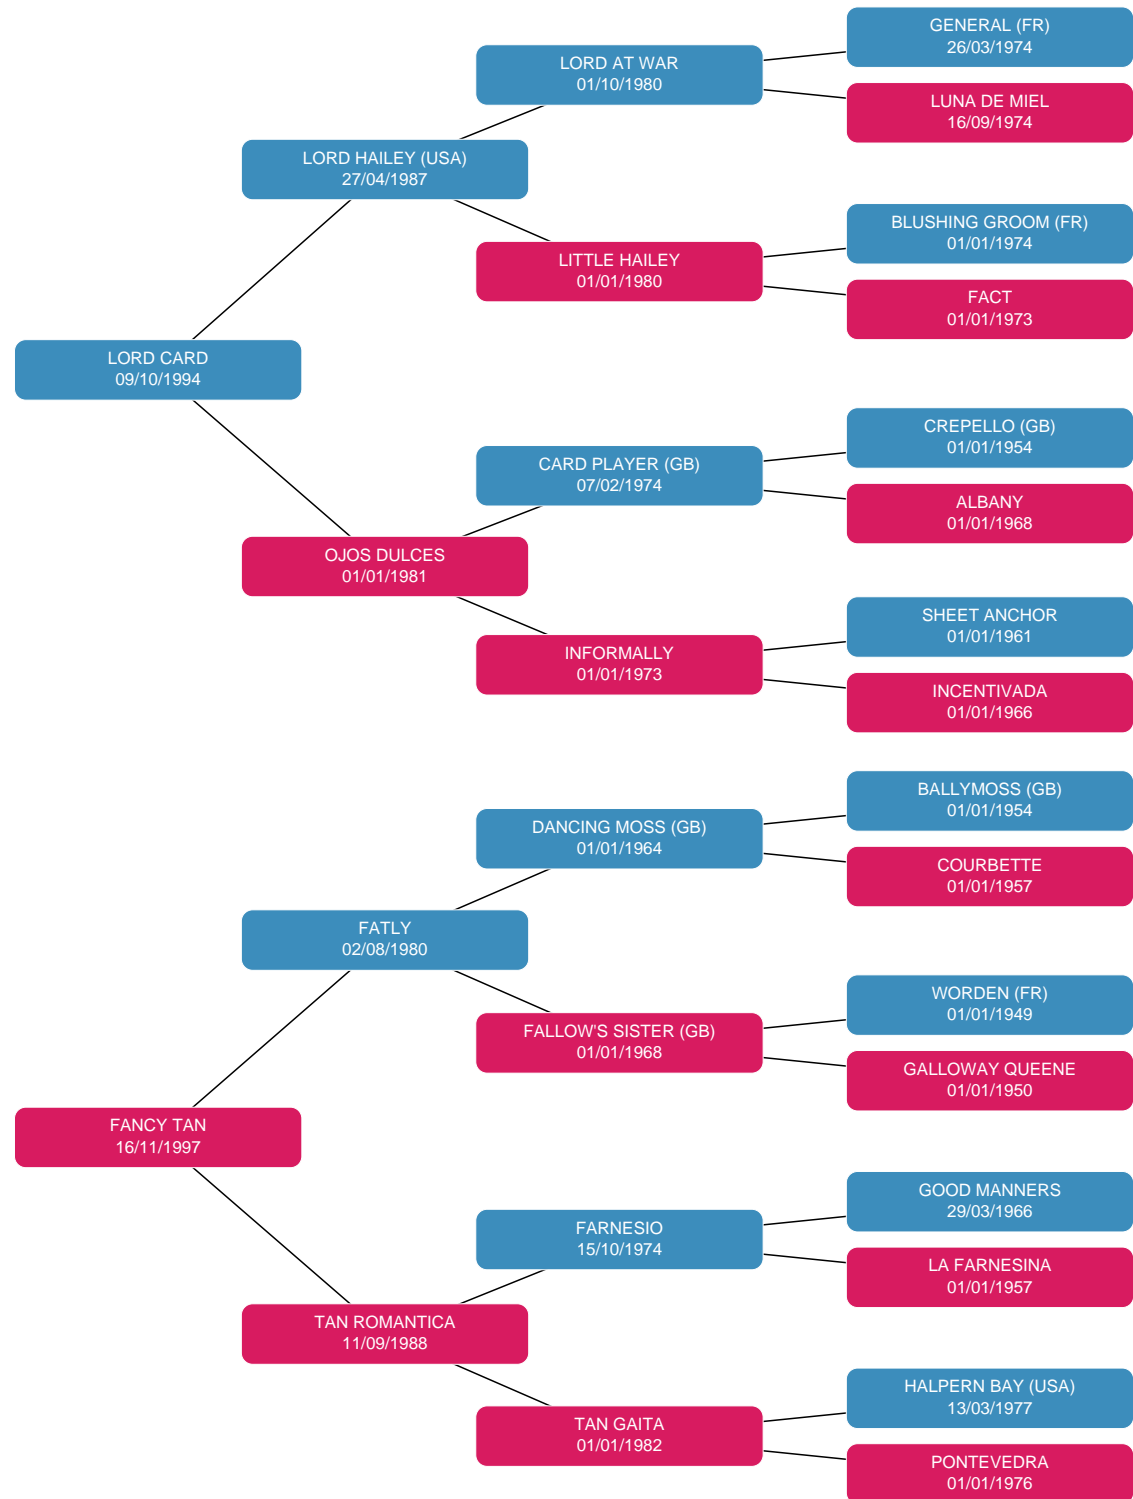 GENERAL (FR)
26/03/1974
LORD AT WAR
01/10/1980
LUNA DE MIEL
16/09/1974
LORD HAILEY (USA)
27/04/1987
BLUSHING GROOM (FR)
01/01/1974
LITTLE HAILEY
01/01/1980
FACT
01/01/1973
LORD CARD
09/10/1994
CREPELLO (GB)
01/01/1954
CARD PLAYER (GB)
07/02/1974
ALBANY
01/01/1968
OJOS DULCES
01/01/1981
SHEET ANCHOR
01/01/1961
INFORMALLY
01/01/1973
INCENTIVADA
01/01/1966
BALLYMOSS (GB)
01/01/1954
DANCING MOSS (GB)
01/01/1964
COURBETTE
01/01/1957
FATLY
02/08/1980
WORDEN (FR)
01/01/1949
FALLOW'S SISTER (GB)
01/01/1968
GALLOWAY QUEENE
01/01/1950
FANCY TAN
16/11/1997
GOOD MANNERS
29/03/1966
FARNESIO
15/10/1974
LA FARNESINA
01/01/1957
TAN ROMANTICA
11/09/1988
HALPERN BAY (USA)
13/03/1977
TAN GAITA
01/01/1982
PONTEVEDRA
01/01/1976